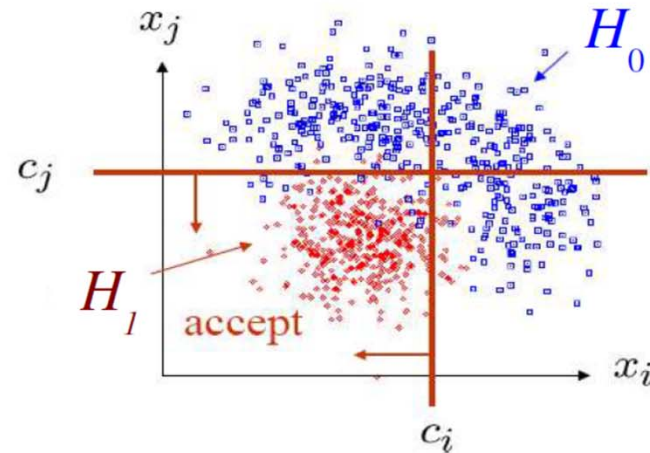 x_j
H_0
c_j
H_1
accept
x_i
c_i